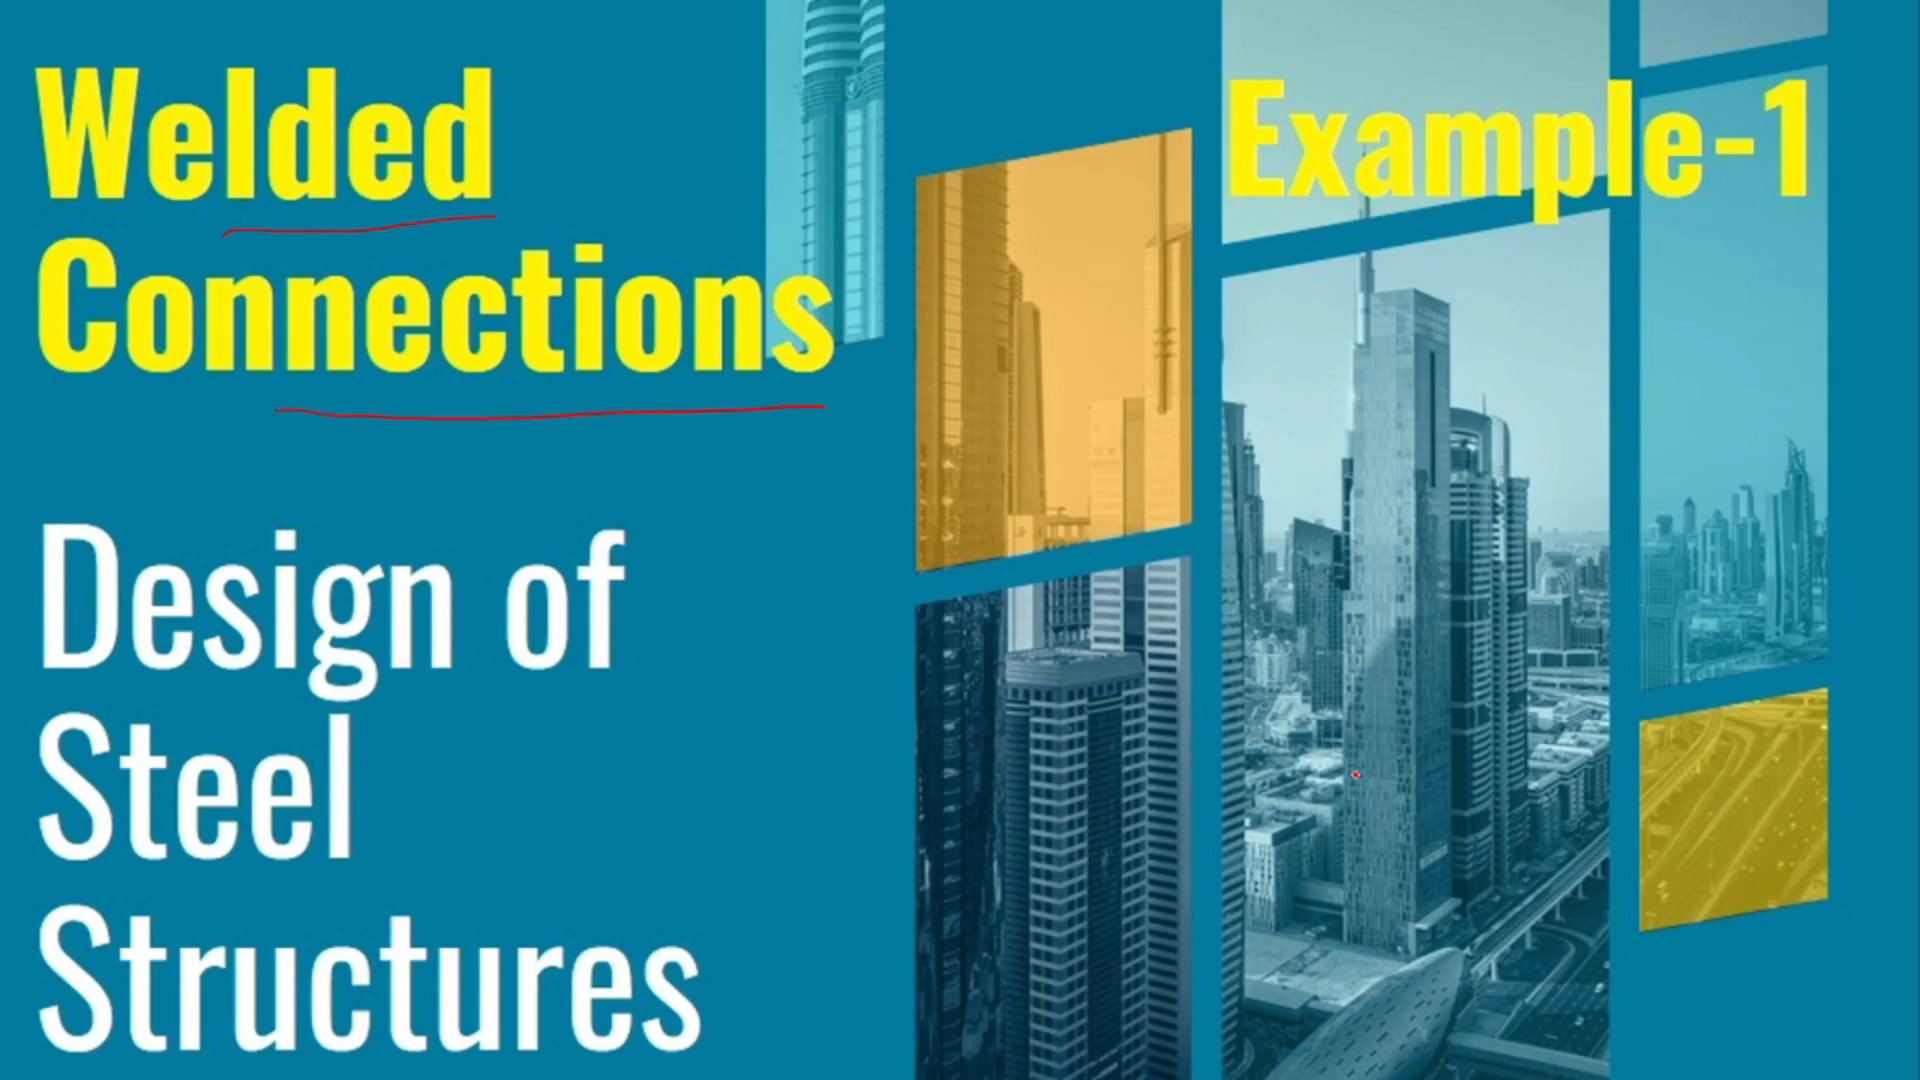 Welded
Connections
Example-1
Design of
Steel
Structures